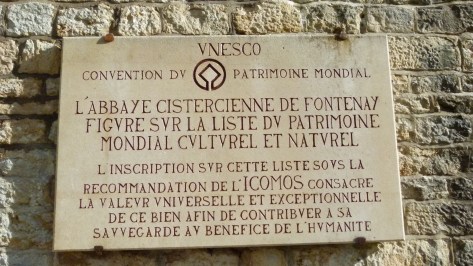 VNESCO
CONVENTION DV PATRIMOINE MONDIAL
L'ABBAYE CISTERCIENNE DE FONTENAY
FIGVRE SVR LA LISTE DV PATRIMOINE
MONDIAL CVLTVREL ET NATVREL
L'INSCRIPTION SVR CETTE LISTE SOVS LA
RECOMMANDATION DE L'ICOMOS CONSACRE
LA VALEVR VNIVERSELLE ET EXCEPTIONNELLE
DE CE BIEN AFIN DE CONTRIBVER A SA
SAVVEGARDE AV BENEFICE DE L'HVMANITE